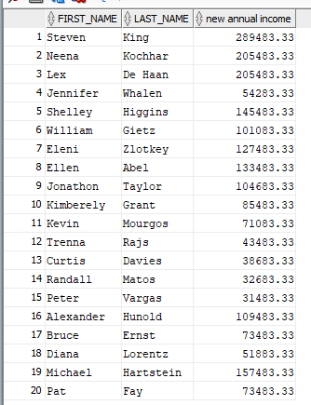 FIRST_NAME LAST_NAME new annual income
1 Steven King 289483.33
2 Neena Kochhar 205483.33
3 Lex De Haan 205483.33
4 Jennifer Whalen 54283.33
5 Shelley Higgins 145483.33
6 William Gietz 101083.33
7 Eleni Zlotkey 127483.33
8 Ellen Abel 133483.33
9 Jonathon Taylor 104683.33
10 Kimberely Grant 85483.33
11 Kevin Mourgos 71083.33
12 Trenna Rajs 43483.33
13 Curtis Davies 38683.33
14 Randall Matos 32683.33
15 Peter Vargas 31483.33
16 Alexander Hunold 109483.33
17 Bruce Ernst 73483.33
18 Diana Lorentz 51883.33
19 Michael Hartstein 157483.33
20 Pat Fay 73483.33